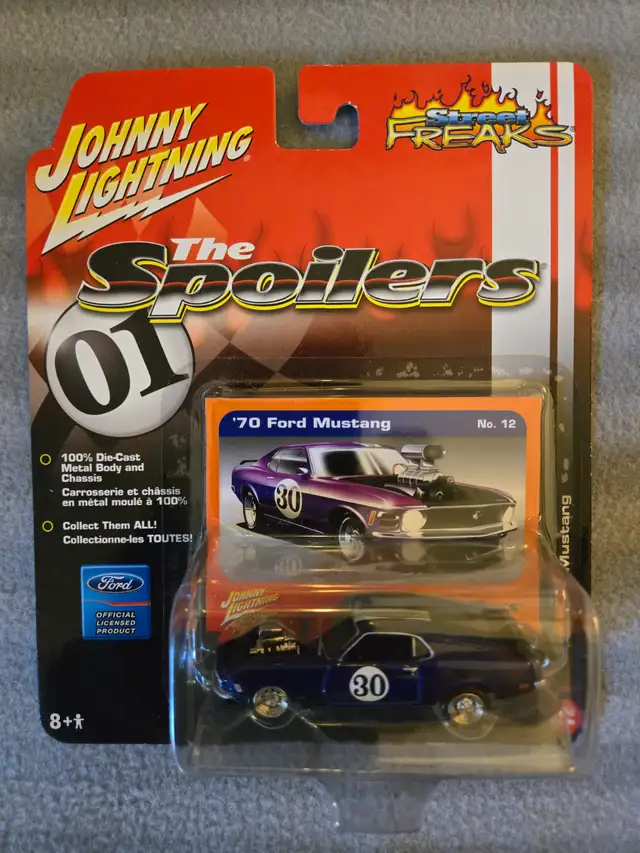 JOHNNY
LIGHTNING
Street
FREAKS
The
Spoilers
01
'70 Ford Mustang
No. 12
30
100% Die-Cast
Metal Body and
Chassis
Carrosserie et châssis
en métal moulé à 100%
Collect Them ALL!
Collectionne-les TOUTES!
Ford
OFFICIAL
LICENSED
PRODUCT
Mustang
JOHNNY
LIGHTNING
30
8+